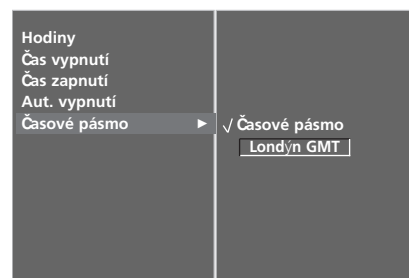 Hodiny
Čas vypnutí
Čas zapnutí
Aut. vypnutí
Časové pásmo ►
√ Časové pásmo
Londýn GMT